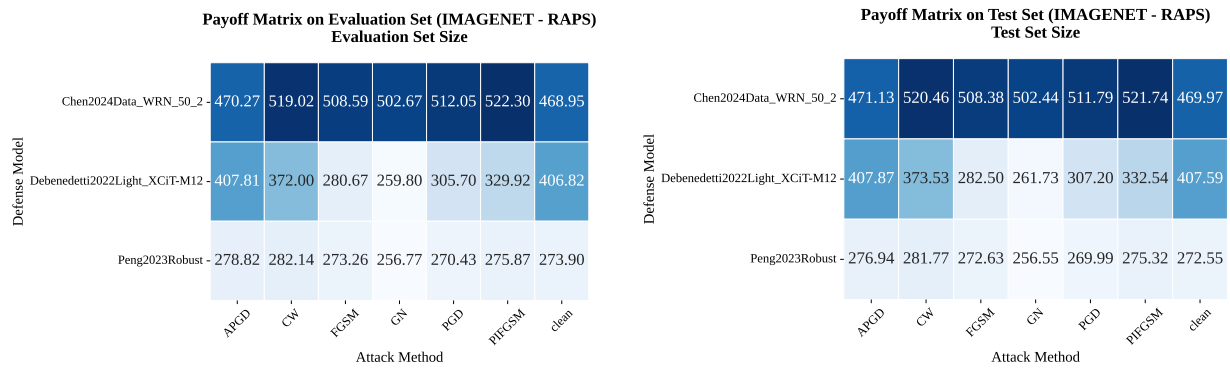 Payoff Matrix on Evaluation Set (IMAGENET - RAPS)
Evaluation Set Size
Defense Model
Chen2024Data_WRN_50_2 470.27 519.02 508.59 502.67 512.05 522.30 468.95
Debenedetti2022Light_XCiT-M12 407.81 372.00 280.67 259.80 305.70 329.92 406.82
Peng2023Robust 278.82 282.14 273.26 256.77 270.43 275.87 273.90
APGD CW FGSM GN PGD PIFGSM clean
Attack Method
Payoff Matrix on Test Set (IMAGENET - RAPS)
Test Set Size
Defense Model
Chen2024Data_WRN_50_2 471.13 520.46 508.38 502.44 511.79 521.74 469.97
Debenedetti2022Light_XCiT-M12 407.87 373.53 282.50 261.73 307.20 332.54 407.59
Peng2023Robust 276.94 281.77 272.63 256.55 269.99 275.32 272.55
APGD CW FGSM GN PGD PIFGSM clean
Attack Method